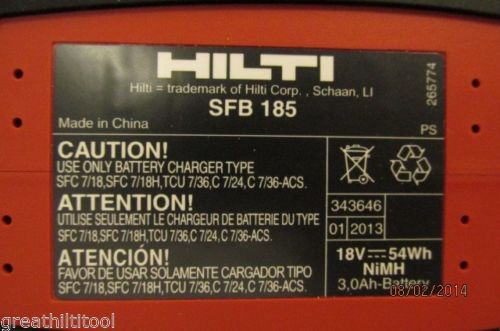 HILTI
Hilti = trademark of Hilti Corp., Schaan, LI
SFB 185
265774
Made in China
PS
CAUTION!
USE ONLY BATTERY CHARGER TYPE
SFC 7/18,SFC 7/18H,TCU 7/36,C 7/24,C 7/36-ACS.
ATTENTION!
UTILISE SEULEMENT LE CHARGEUR DE BATTERIE DU TYPE
SFC 7/18,SFC 7/18H,TCU 7/36,C 7/24,C 7/36-ACS.
ATENCIÓN!
FAVOR DE USAR SOLAMENTE CARGADOR TIPO
SFC 7/18,SFC 7/18H,TCU 7/36,C 7/24,C 7/36-ACS.
343646
01 2013
18V 54Wh
NiMH
3,0Ah-Battery
08/02/2014
greathiltitool